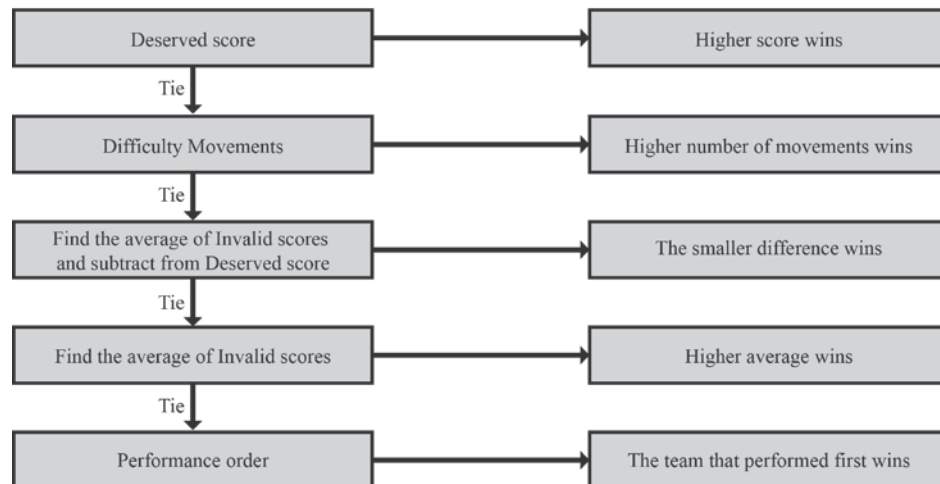 Deserved score
Higher score wins
Tie
Difficulty Movements
Higher number of movements wins
Tie
Find the average of Invalid scores
and subtract from Deserved score
The smaller difference wins
Tie
Find the average of Invalid scores
Higher average wins
Tie
Performance order
The team that performed first wins